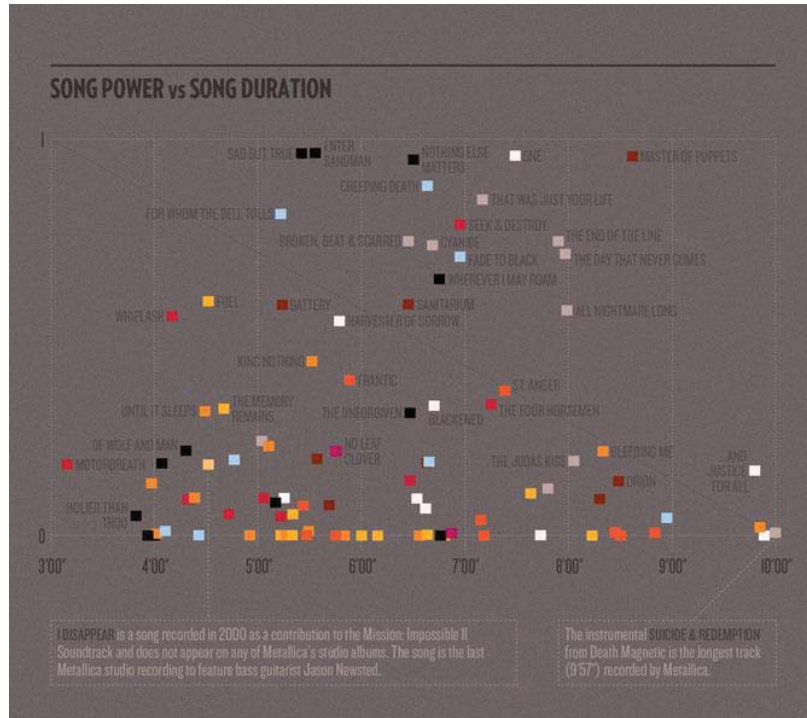 SONG POWER vs SONG DURATION
1
SAD BUT TRUE
ENTER
SANDMAN
NOTHING ELSE
MATTERS
ONE
MASTER OF PUPPETS
CREEPING DEATH
THAT WAS JUST YOUR LIFE
FOR WHOM THE BELL TOLLS
SEEK & DESTROY
BROKEN, BEAT & SCARRED
CYANIDE
THE END OF THE LINE
FADE TO BLACK
THE DAY THAT NEVER COMES
WHEREVER I MAY ROAM
FUEL
BATTERY
SANITARIUM
ALL NIGHTMARE LONG
WHIPLASH
HARVESTER OF SORROW
KING NOTHING
FRANTIC
ST. ANGER
UNTIL IT SLEEPS
THE MEMORY
REMAINS
THE UNFORGIVEN
BLACKENED
THE FOUR HORSEMEN
OF WOLF AND MAN
NO LEAF
CLOVER
BLEEDING ME
MOTORBREATH
THE JUDAS KISS
...AND
JUSTICE
FOR ALL
ORION
HOLIER THAN
THOU
0
3'00" 4'00" 5'00" 6'00" 7'00" 8'00" 9'00" 10'00"
I DISAPPEAR is a song recorded in 2000 as a contribution to the Mission: Impossible II
Soundtrack and does not appear on any of Metallica's studio albums. The song is the last
Metallica studio recording to feature bass guitarist Jason Newsted.
The instrumental SUICIDE & REDEMPTION
from Death Magnetic is the longest track
(9'57") recorded by Metallica.